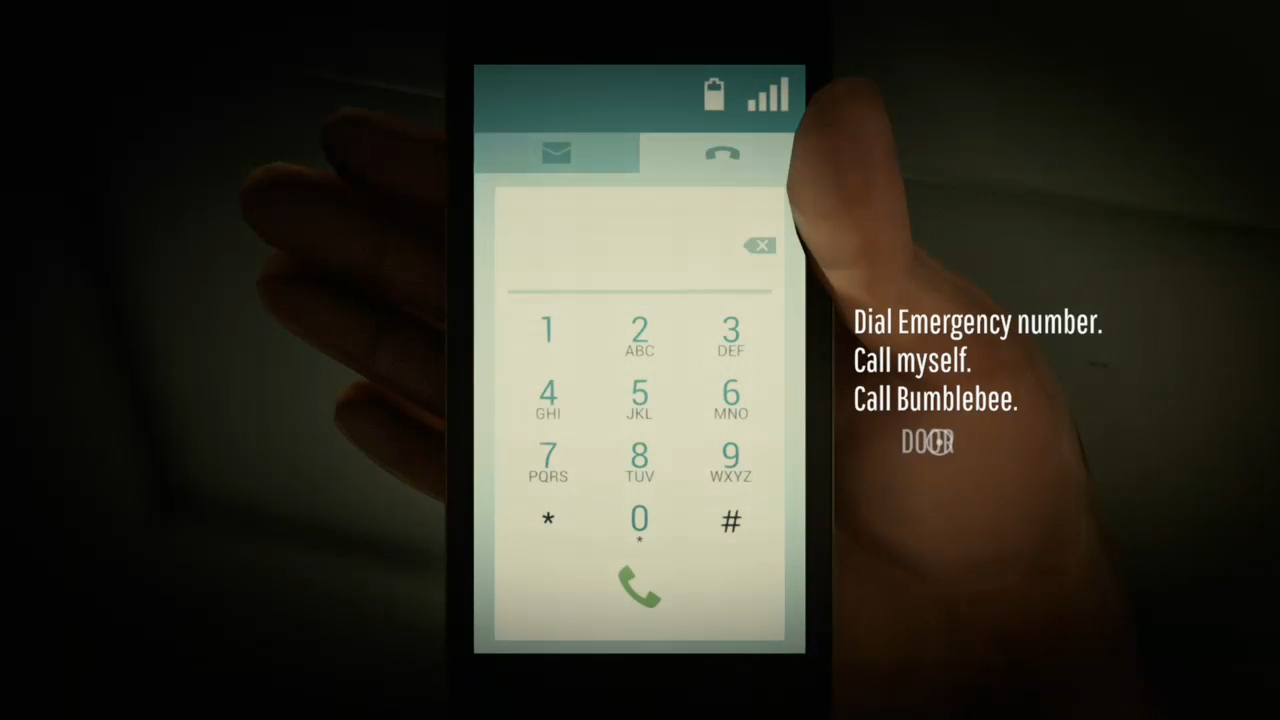 1 2 3
ABC DEF
4 5 6
GHI JKL MNO
7 8 9
PQRS TUV WXYZ
* 0 #
*
Dial Emergency number.
Call myself.
Call Bumblebee.
DOOR